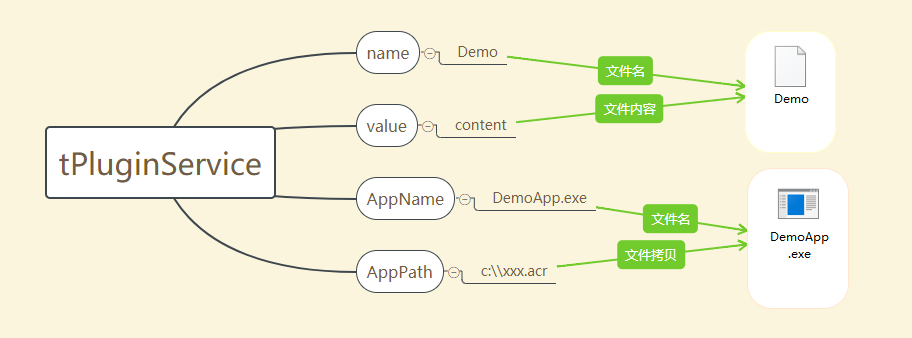 tPluginService
name
Demo
文件名
value
content
文件内容
Demo
AppName
DemoApp.exe
文件名
AppPath
c:\\xxx.acr
文件拷贝
DemoApp
.exe